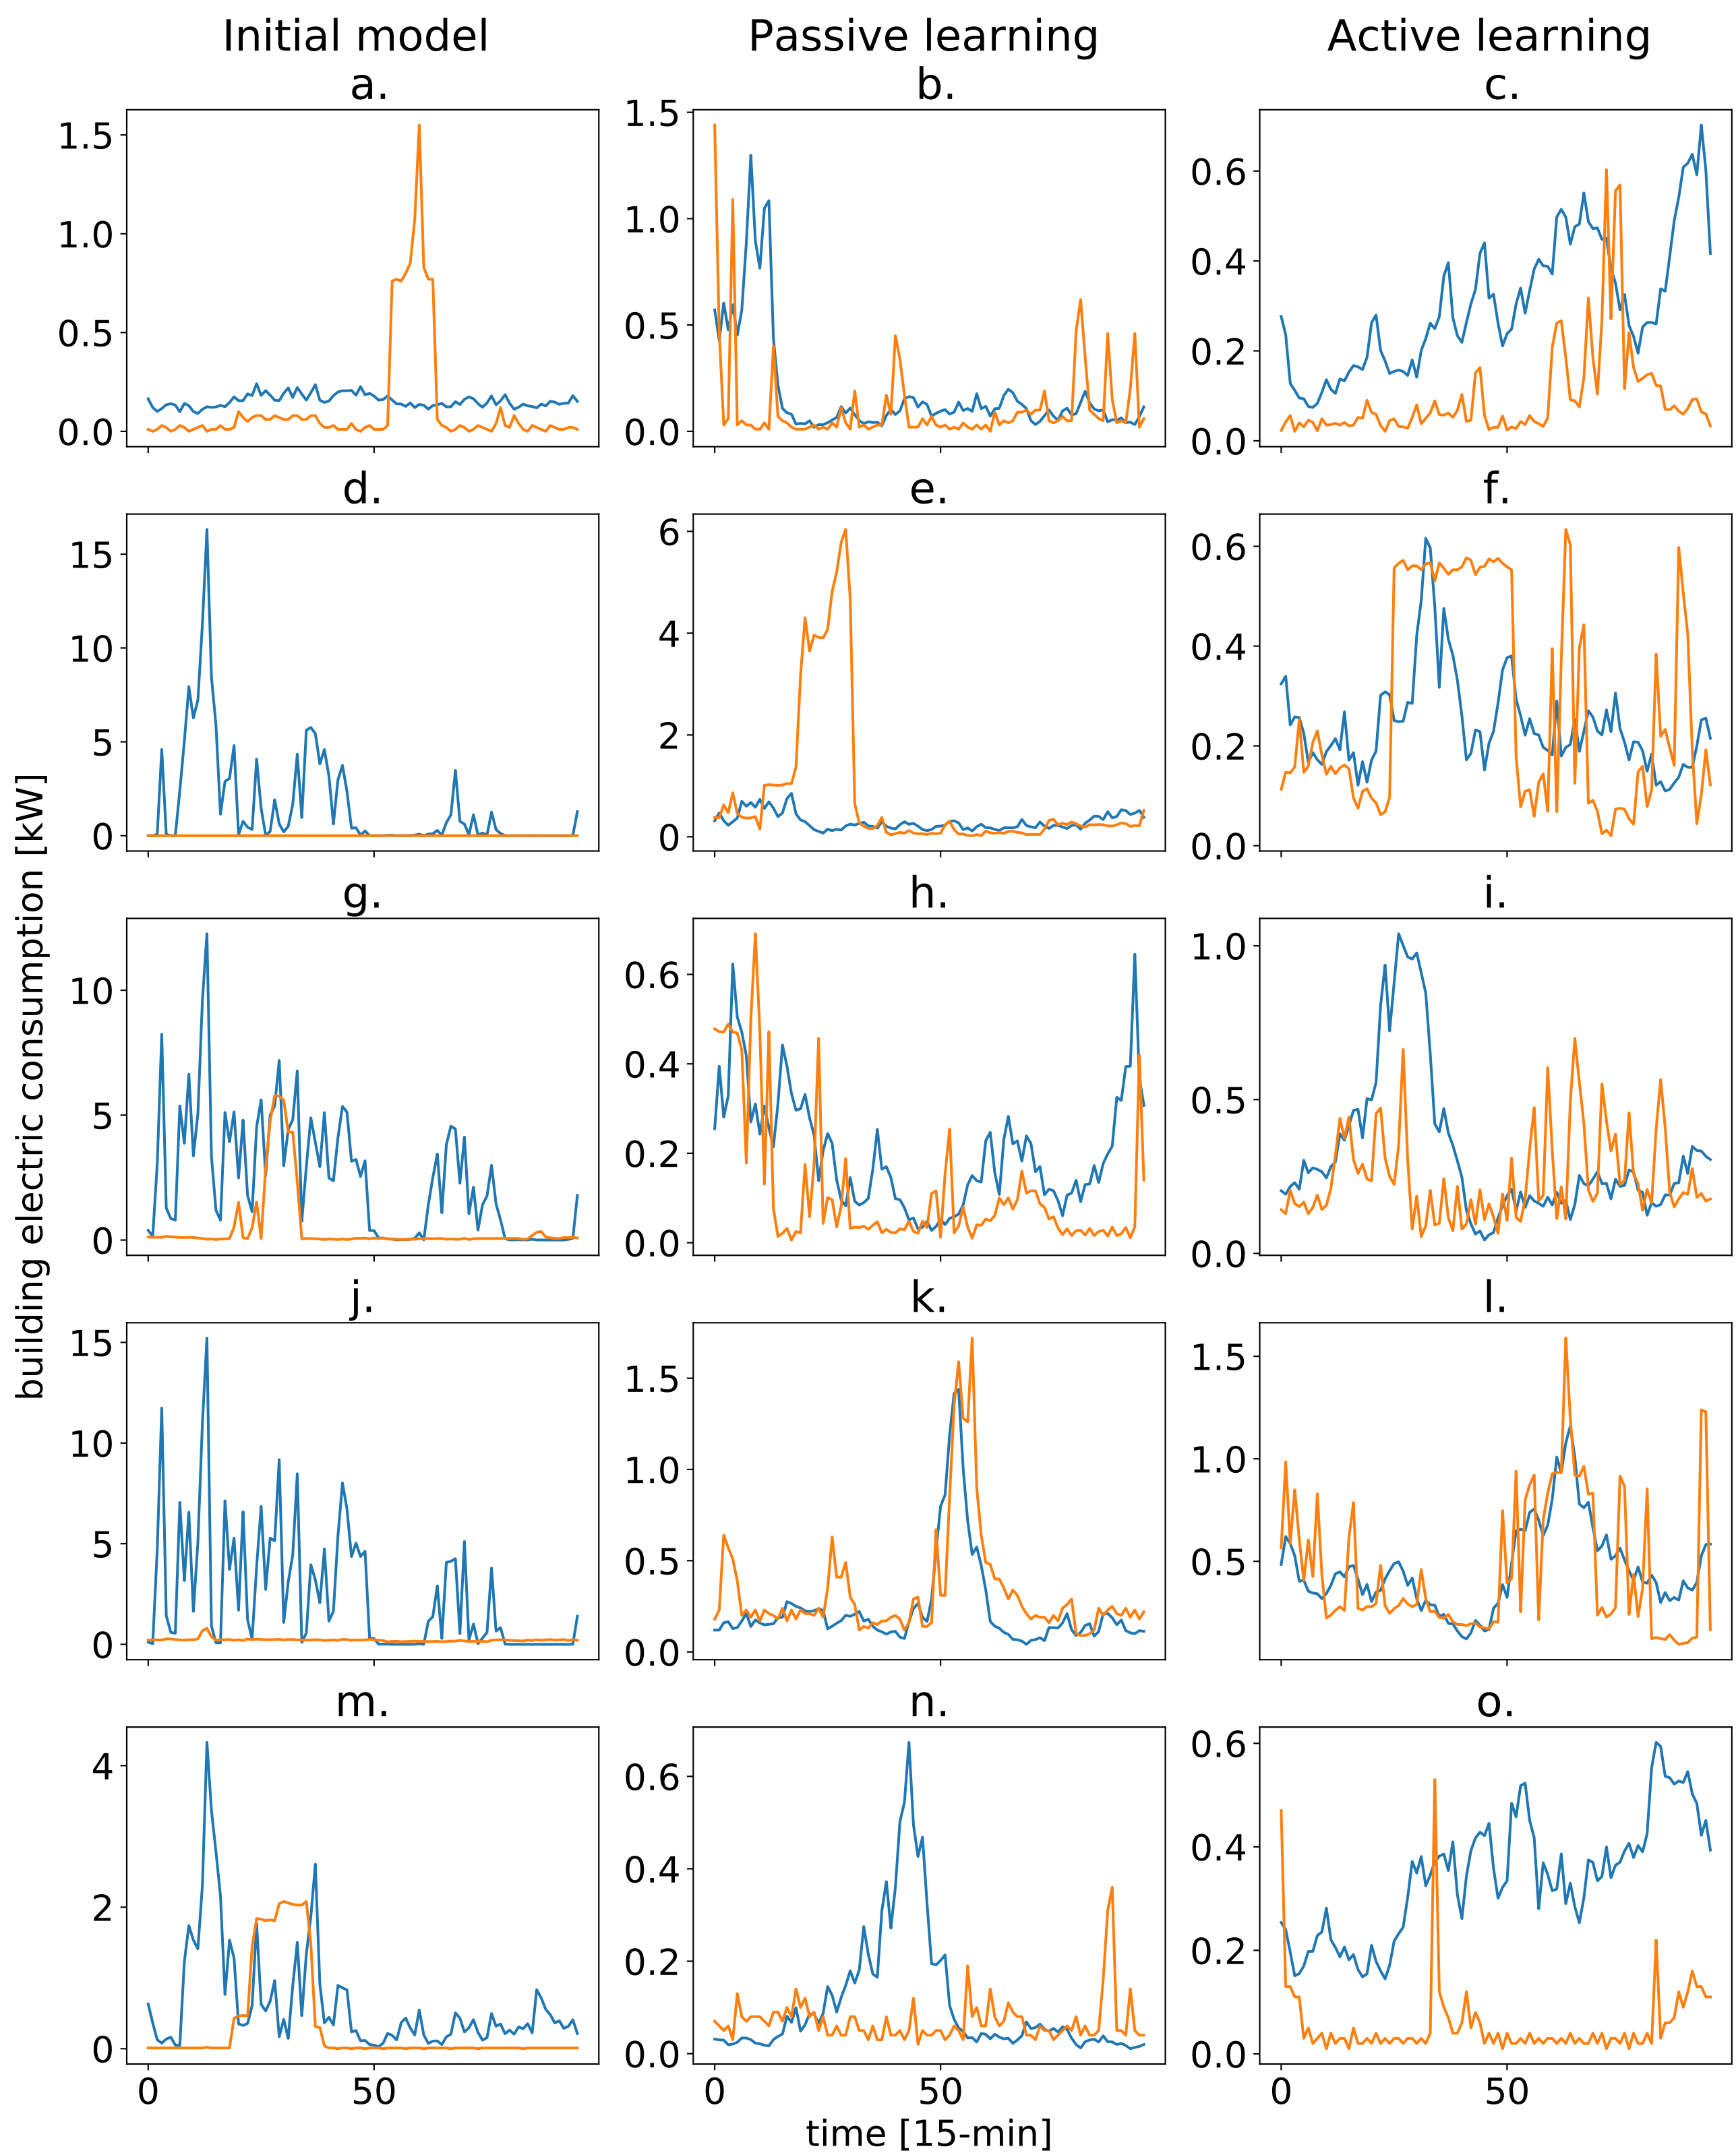 Initial model
Passive learning
Active learning
a.
b.
c.
1.5
1.0
0.5
0.0
1.5
1.0
0.5
0.0
0.6
0.4
0.2
0.0
d.
e.
f.
15
10
5
0
6
4
2
0
0.6
0.4
0.2
0.0
g.
h.
i.
10
5
0
0.6
0.4
0.2
0.0
1.0
0.5
0.0
j.
k.
l.
15
10
5
0
1.5
1.0
0.5
0.0
1.5
1.0
0.5
m.
n.
o.
4
2
0
0.6
0.4
0.2
0.0
0.6
0.4
0.2
0.0
0 50
0 50
0 50
building electric consumption [kW]
time [15-min]